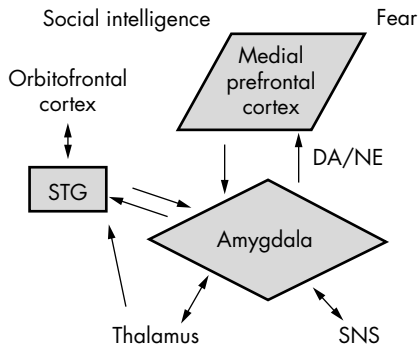 Social intelligence
Fear
Medial
prefrontal
cortex
Orbitofrontal
cortex
DA/NE
STG
Amygdala
Thalamus
SNS